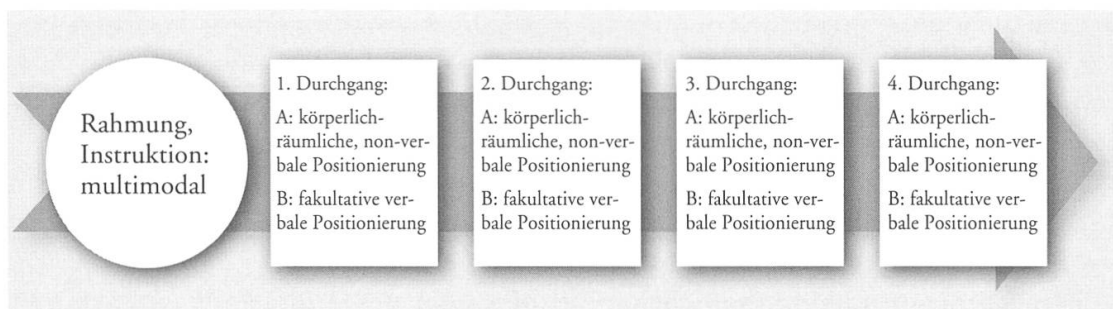 Rahmung,
Instruktion:
multimodal
1. Durchgang:
A: körperlich-
räumliche, non-ver-
bale Positionierung
B: fakultative ver-
bale Positionierung
2. Durchgang:
A: körperlich-
räumliche, non-ver-
bale Positionierung
B: fakultative ver-
bale Positionierung
3. Durchgang:
A: körperlich-
räumliche, non-ver-
bale Positionierung
B: fakultative ver-
bale Positionierung
4. Durchgang:
A: körperlich-
räumliche, non-ver-
bale Positionierung
B: fakultative ver-
bale Positionierung